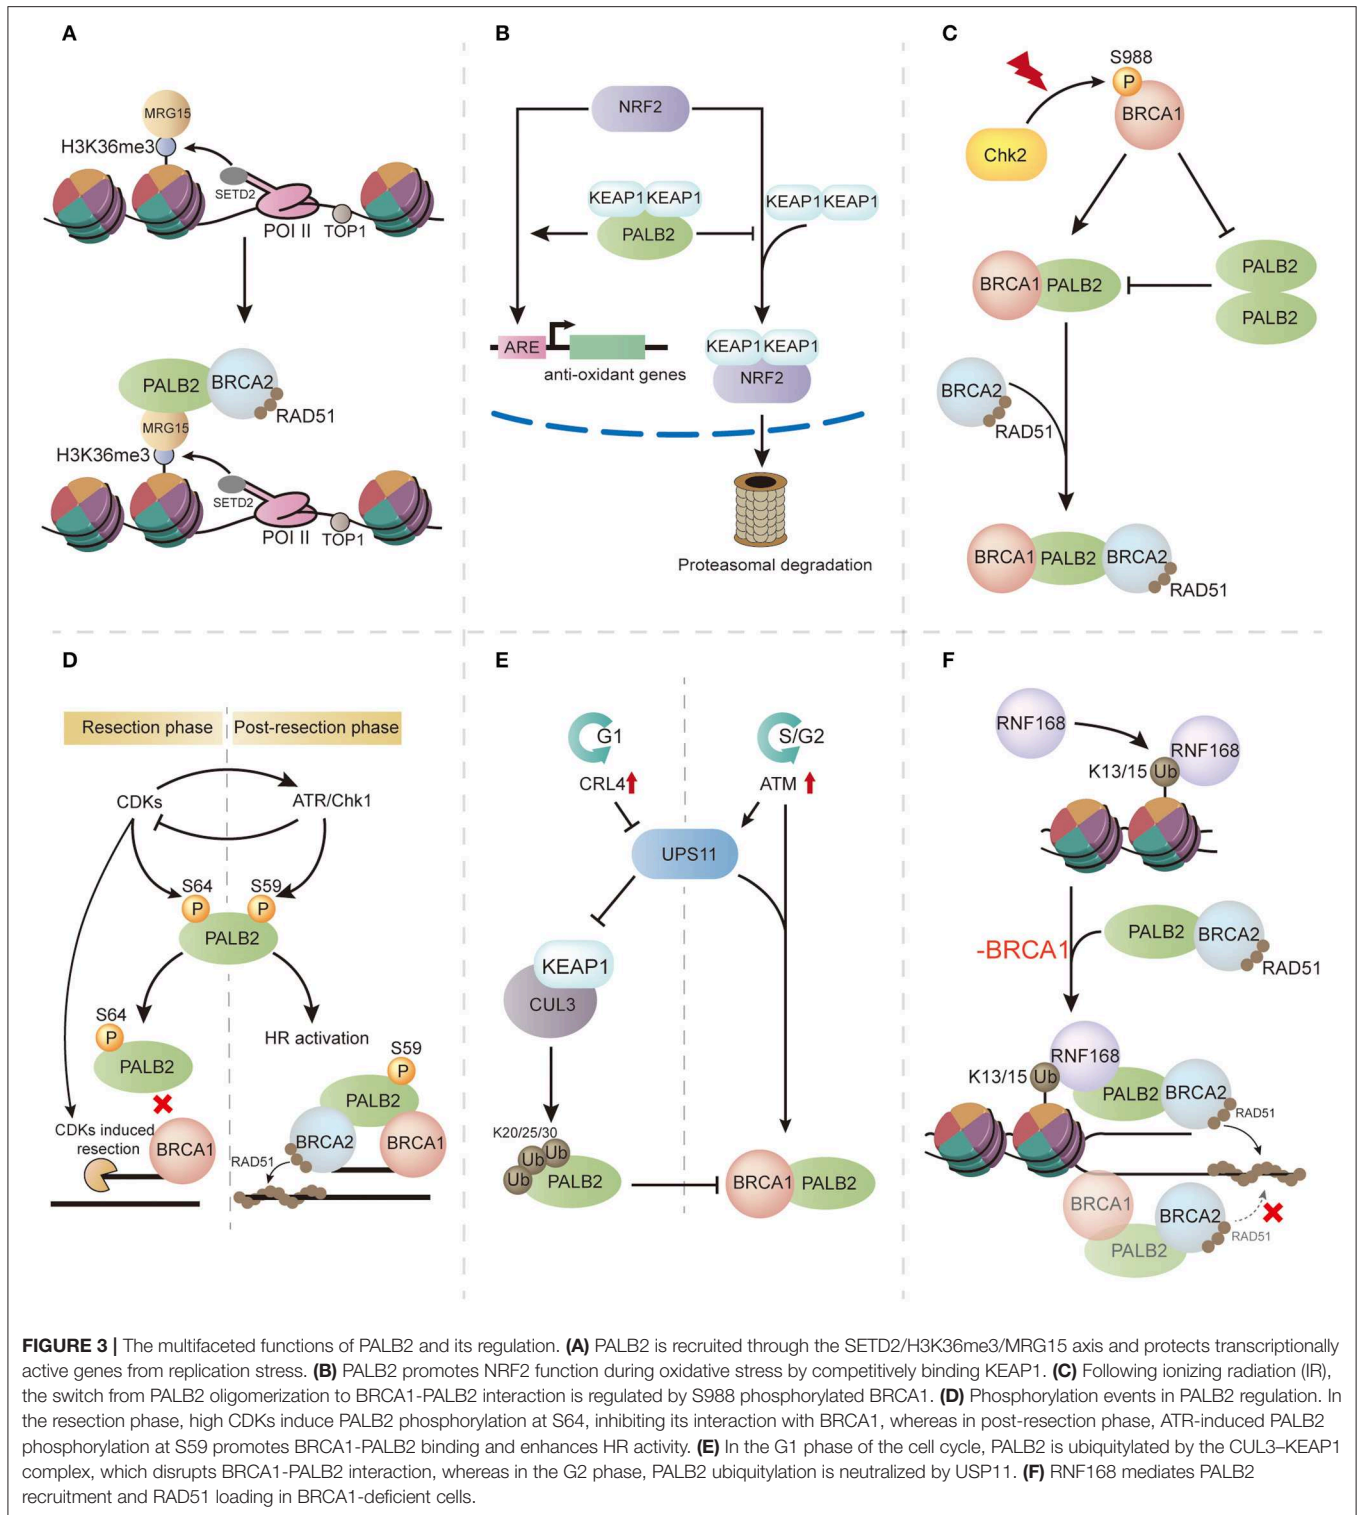 A
MRG15
H3K36me3
SETD2
POI II
TOP1
PALB2
BRCA2
RAD51
MRG15
H3K36me3
SETD2
POI II
TOP1
B
NRF2
KEAP1 KEAP1
PALB2
KEAP1 KEAP1
ARE
anti-oxidant genes
KEAP1 KEAP1
NRF2
Proteasomal degradation
C
S988
P
BRCA1
Chk2
BRCA1 PALB2
PALB2
PALB2
BRCA2
RAD51
BRCA1 PALB2 BRCA2
RAD51
D
Resection phase
Post-resection phase
CDKs
ATR/Chk1
S64
S59
P
P
PALB2
S64
P
PALB2
HR activation
CDKs induced
resection
BRCA1
S59
P
PALB2
BRCA2
BRCA1
RAD51
E
G1
S/G2
CRL4
ATM
UPS11
KEAP1
CUL3
K20/25/30
Ub
Ub
Ub
PALB2
BRCA1 PALB2
F
RNF168
RNF168
K13/15
Ub
-BRCA1
PALB2
BRCA2
RAD51
RNF168
K13/15
Ub
PALB2
BRCA2
RAD51
BRCA1
BRCA2
PALB2
RAD51
FIGURE 3 | The multifaceted functions of PALB2 and its regulation. (A) PALB2 is recruited through the SETD2/H3K36me3/MRG15 axis and protects transcriptionally
active genes from replication stress. (B) PALB2 promotes NRF2 function during oxidative stress by competitively binding KEAP1. (C) Following ionizing radiation (IR),
the switch from PALB2 oligomerization to BRCA1-PALB2 interaction is regulated by S988 phosphorylated BRCA1. (D) Phosphorylation events in PALB2 regulation. In
the resection phase, high CDKs induce PALB2 phosphorylation at S64, inhibiting its interaction with BRCA1, whereas in post-resection phase, ATR-induced PALB2
phosphorylation at S59 promotes BRCA1-PALB2 binding and enhances HR activity. (E) In the G1 phase of the cell cycle, PALB2 is ubiquitylated by the CUL3–KEAP1
complex, which disrupts BRCA1-PALB2 interaction, whereas in the G2 phase, PALB2 ubiquitylation is neutralized by USP11. (F) RNF168 mediates PALB2
recruitment and RAD51 loading in BRCA1-deficient cells.